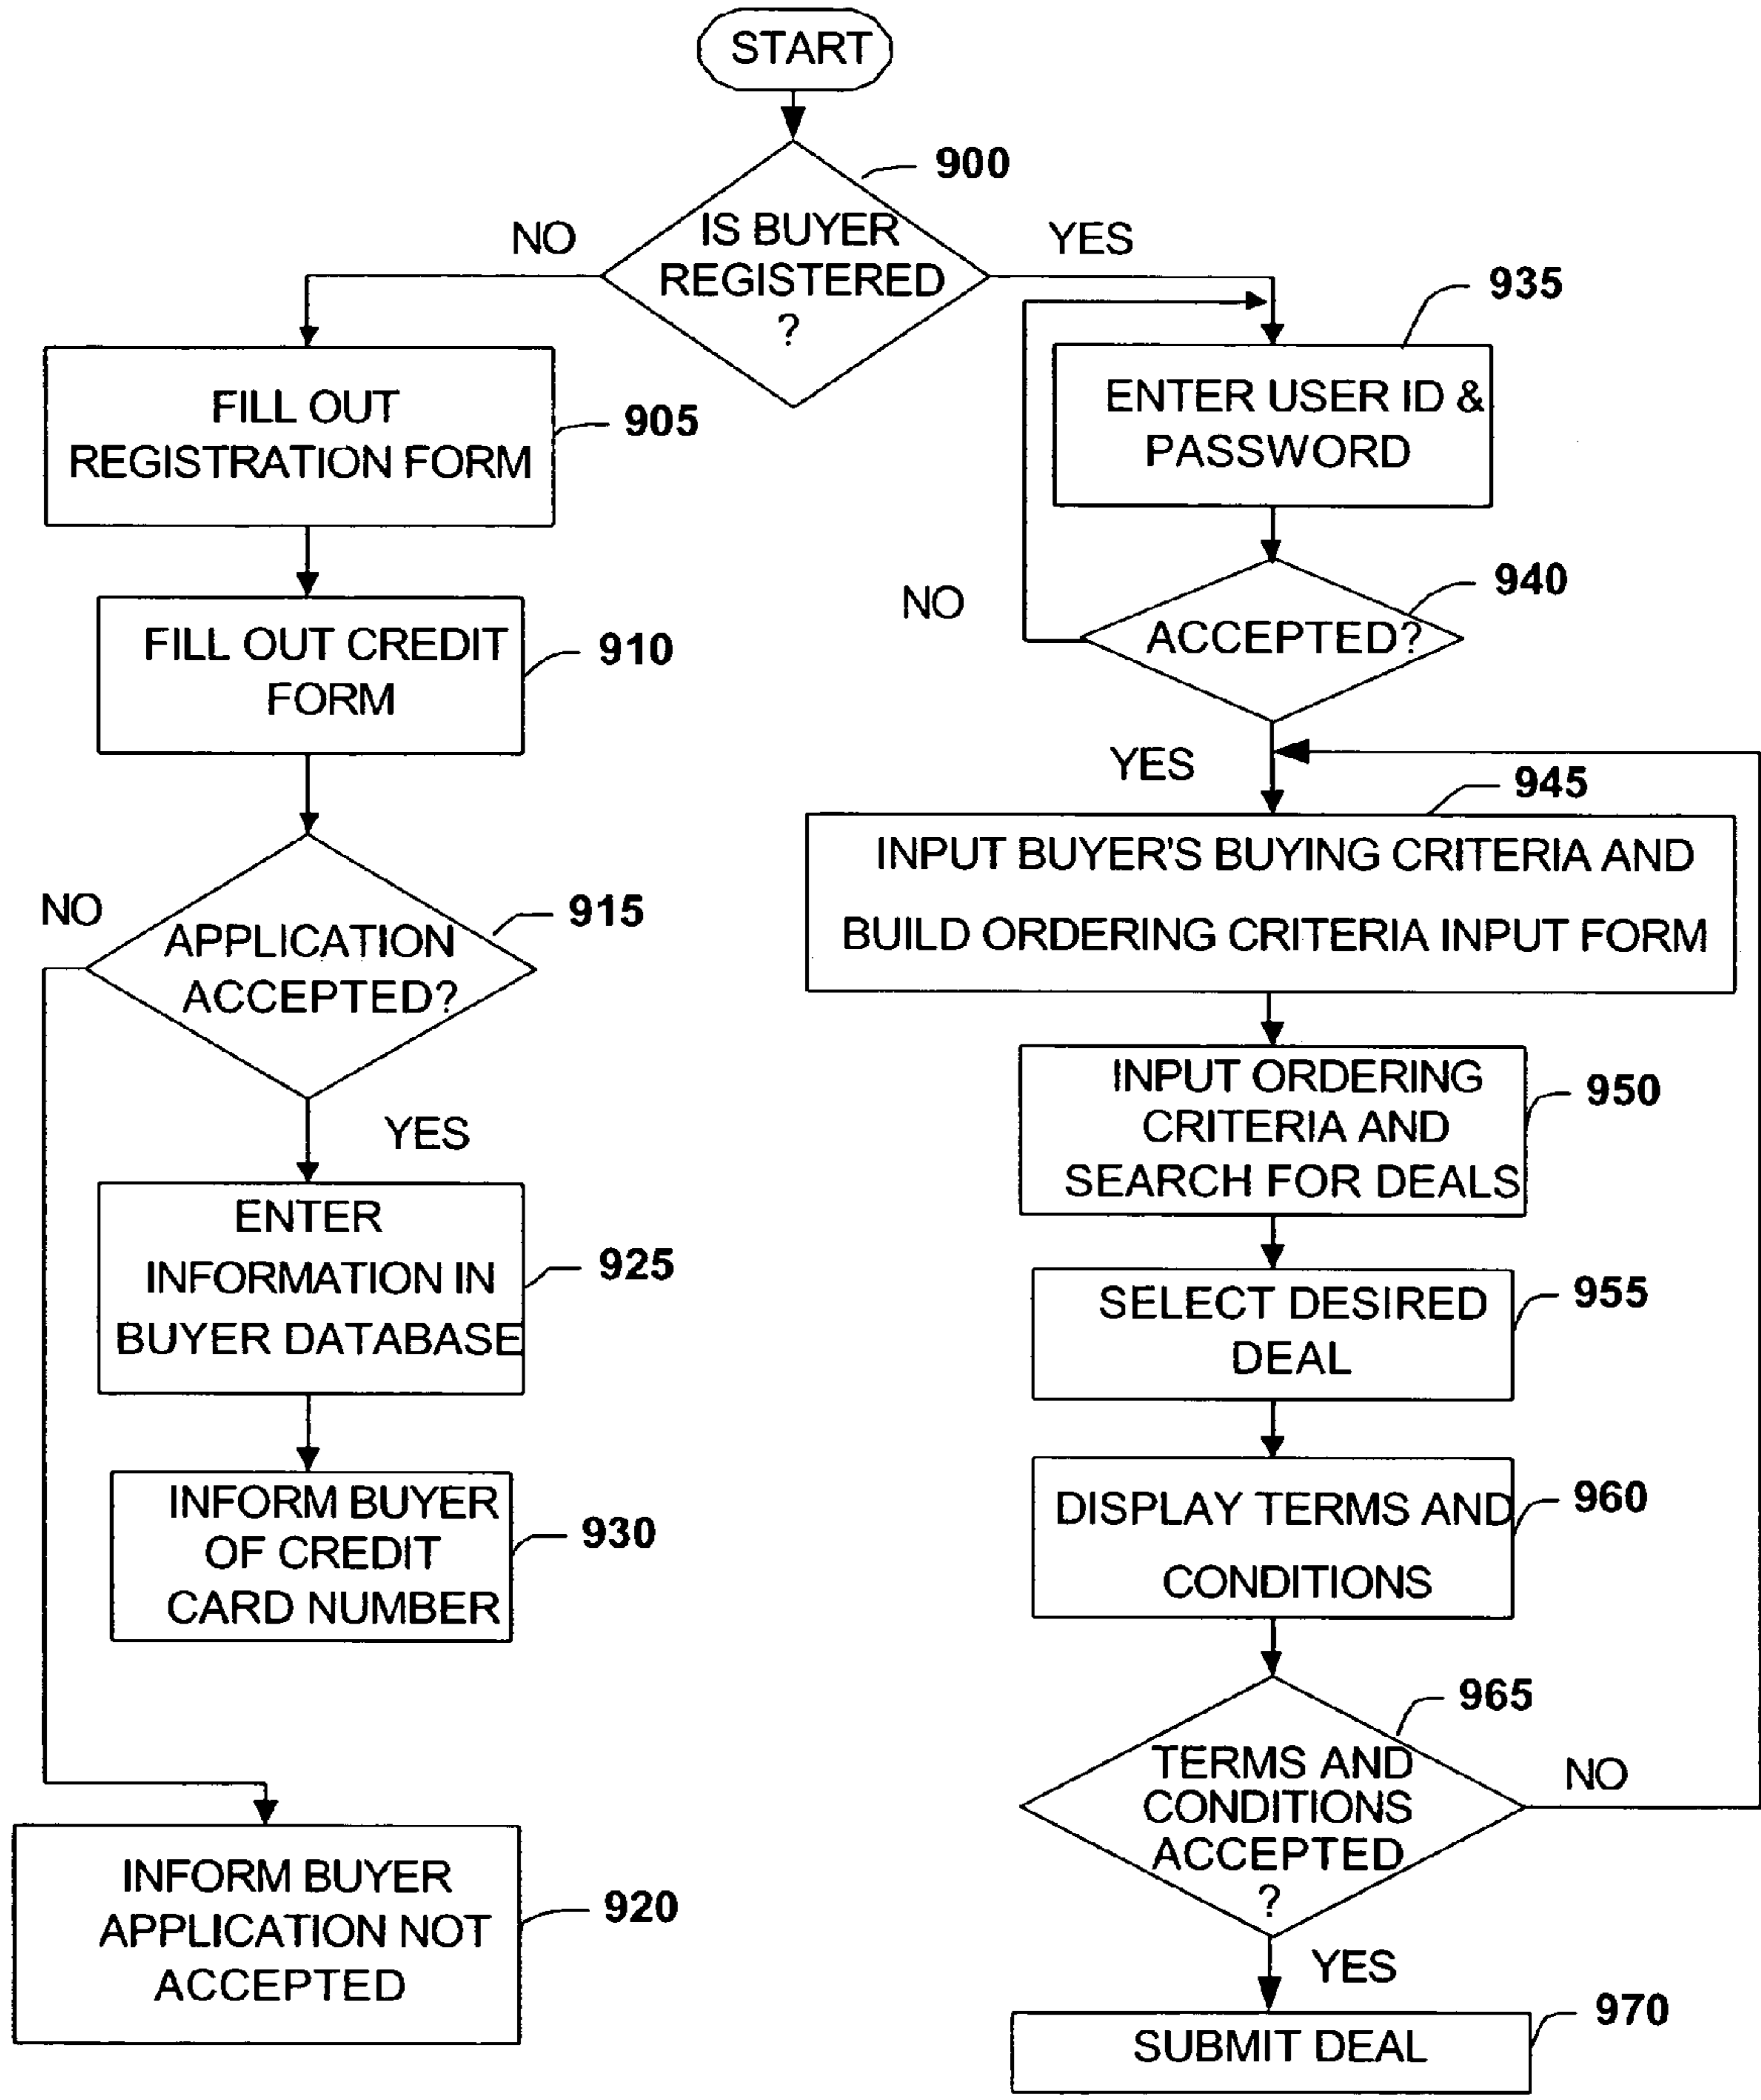 START
900
IS BUYER
REGISTERED
?
NO
YES
FILL OUT
REGISTRATION FORM
905
FILL OUT CREDIT
FORM
910
NO
APPLICATION
ACCEPTED?
915
YES
ENTER
INFORMATION IN
BUYER DATABASE
925
INFORM BUYER
OF CREDIT
CARD NUMBER
930
INFORM BUYER
APPLICATION NOT
ACCEPTED
920
935
ENTER USER ID &
PASSWORD
940
NO
ACCEPTED?
YES
945
INPUT BUYER'S BUYING CRITERIA AND
BUILD ORDERING CRITERIA INPUT FORM
INPUT ORDERING
CRITERIA AND
SEARCH FOR DEALS
950
SELECT DESIRED
DEAL
955
DISPLAY TERMS AND
CONDITIONS
960
965
TERMS AND
CONDITIONS
ACCEPTED
?
NO
YES
970
SUBMIT DEAL